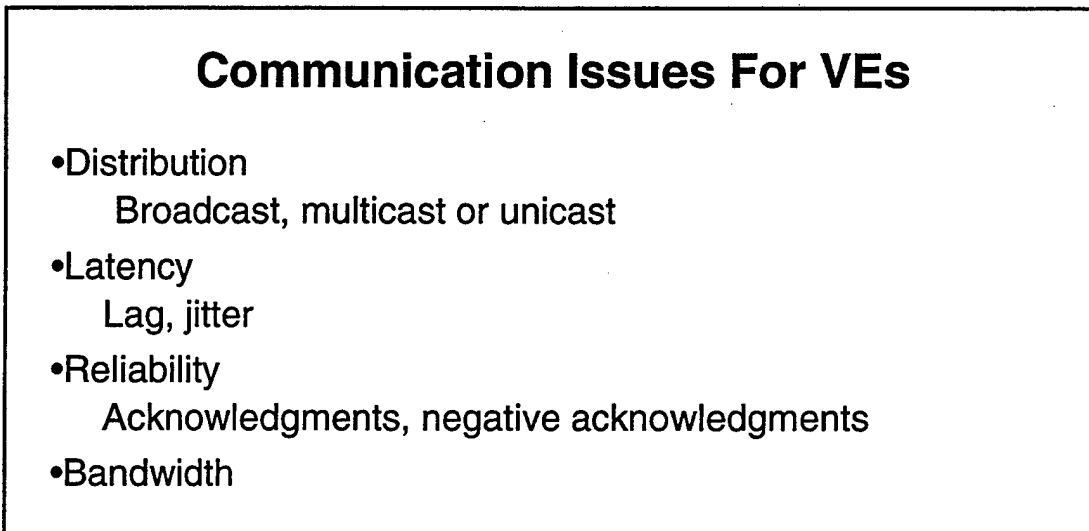 Communication Issues For VEs
•Distribution
Broadcast, multicast or unicast
•Latency
Lag, jitter
•Reliability
Acknowledgments, negative acknowledgments
•Bandwidth